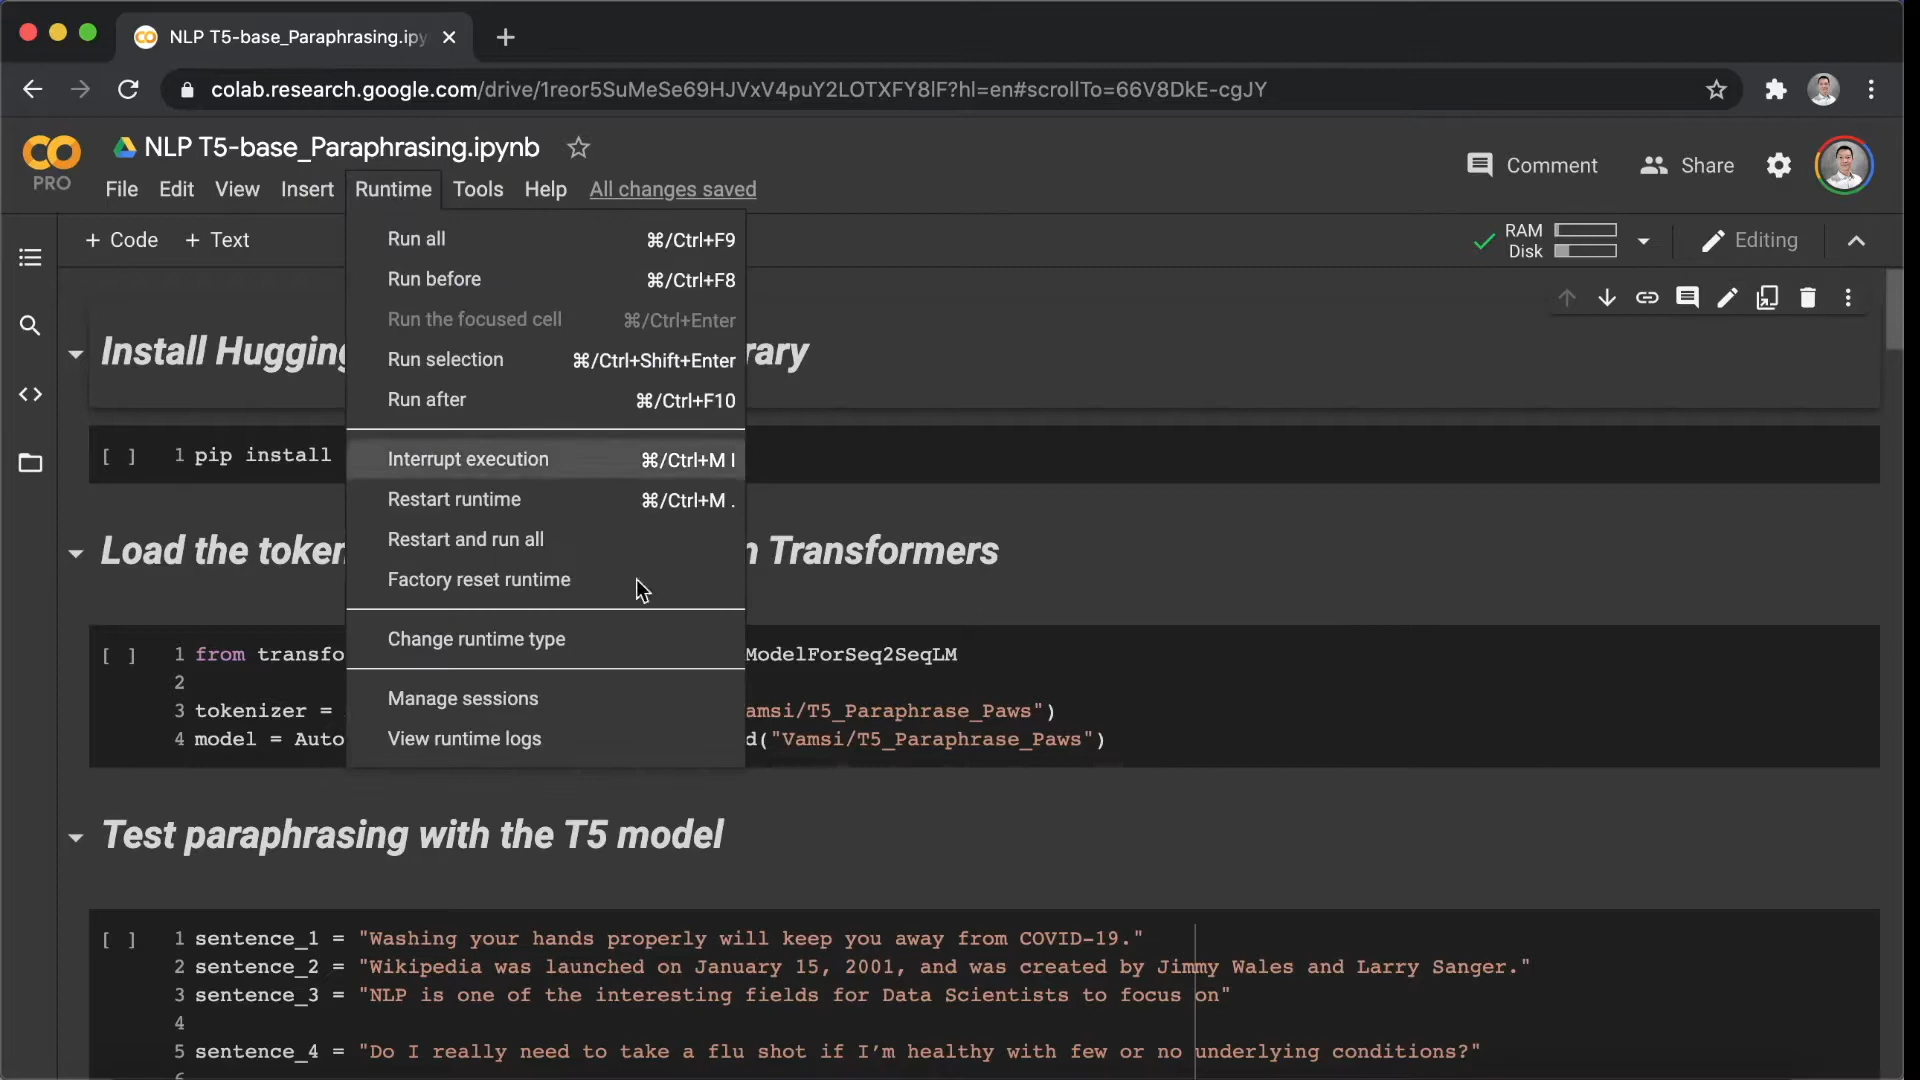 NLP T5-base_Paraphrasing.ipy
colab.research.google.com/drive/1reor5SuMeSe69HJVxV4puY2LOTXFY8lF?hl=en#scrollTo=66V8DkE-cgJY
CO
PRO
NLP T5-base_Paraphrasing.ipynb
Comment
Share
File Edit View Insert Runtime Tools Help All changes saved
+ Code + Text
RAM
Disk
Editing
Run all ⌘/Ctrl+F9
Run before ⌘/Ctrl+F8
Run the focused cell ⌘/Ctrl+Enter
Run selection ⌘/Ctrl+Shift+Enter
Run after ⌘/Ctrl+F10
Interrupt execution ⌘/Ctrl+M I
Restart runtime ⌘/Ctrl+M .
Restart and run all
Factory reset runtime
Change runtime type
Manage sessions
View runtime logs
Install Hugging rary
[ ] 1 pip install
Load the token n Transformers
[ ] 1 from transfo ModelForSeq2SeqLM
2
3 tokenizer = amsi/T5_Paraphrase_Paws")
4 model = Auto d("Vamsi/T5_Paraphrase_Paws")
Test paraphrasing with the T5 model
[ ] 1 sentence_1 = "Washing your hands properly will keep you away from COVID-19."
2 sentence_2 = "Wikipedia was launched on January 15, 2001, and was created by Jimmy Wales and Larry Sanger."
3 sentence_3 = "NLP is one of the interesting fields for Data Scientists to focus on"
4
5 sentence_4 = "Do I really need to take a flu shot if I’m healthy with few or no underlying conditions?"